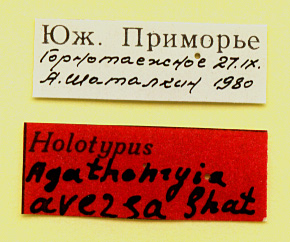 Юж. Приморье
Горнотаежное 27.IX.
А. Шаталкин 1980
Holotypus
Agathomyia
aversa Shat